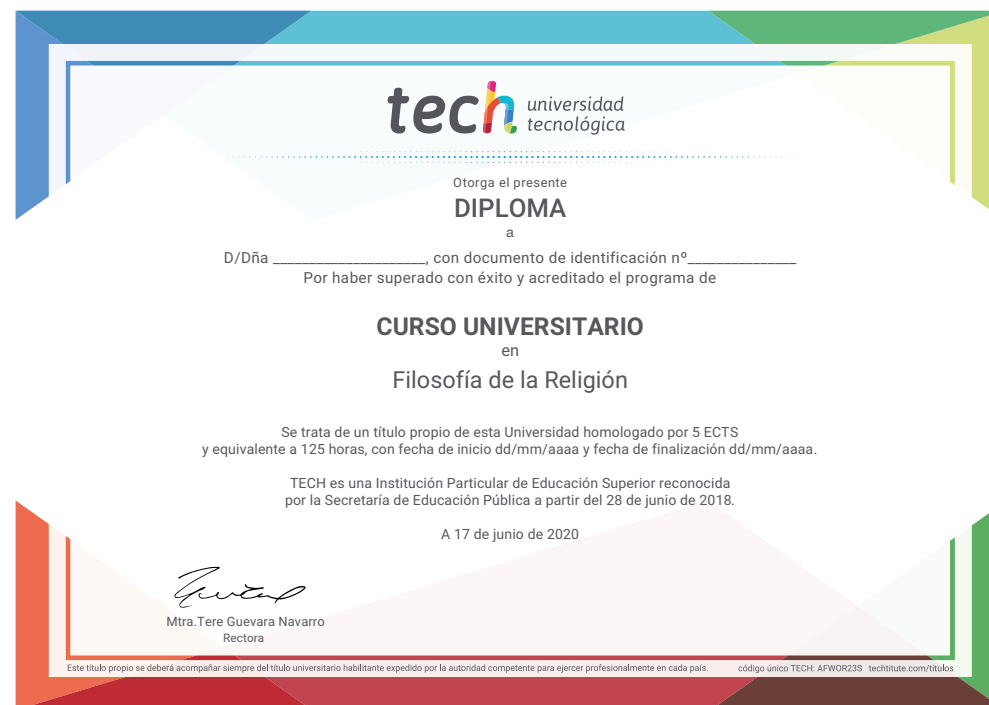 tech universidad
tecnológica
Otorga el presente
DIPLOMA
a
D/Dña ______________________, con documento de identificación nº_______________
Por haber superado con éxito y acreditado el programa de
CURSO UNIVERSITARIO
en
Filosofía de la Religión
Se trata de un título propio de esta Universidad homologado por 5 ECTS
y equivalente a 125 horas, con fecha de inicio dd/mm/aaaa y fecha de finalización dd/mm/aaaa.
TECH es una Institución Particular de Educación Superior reconocida
por la Secretaría de Educación Pública a partir del 28 de junio de 2018.
A 17 de junio de 2020
Mtra.Tere Guevara Navarro
Rectora
Este título propio se deberá acompañar siempre del título universitario habilitante expedido por la autoridad competente para ejercer profesionalmente en cada país. código único TECH: AFWOR23S techtitute.com/titulos